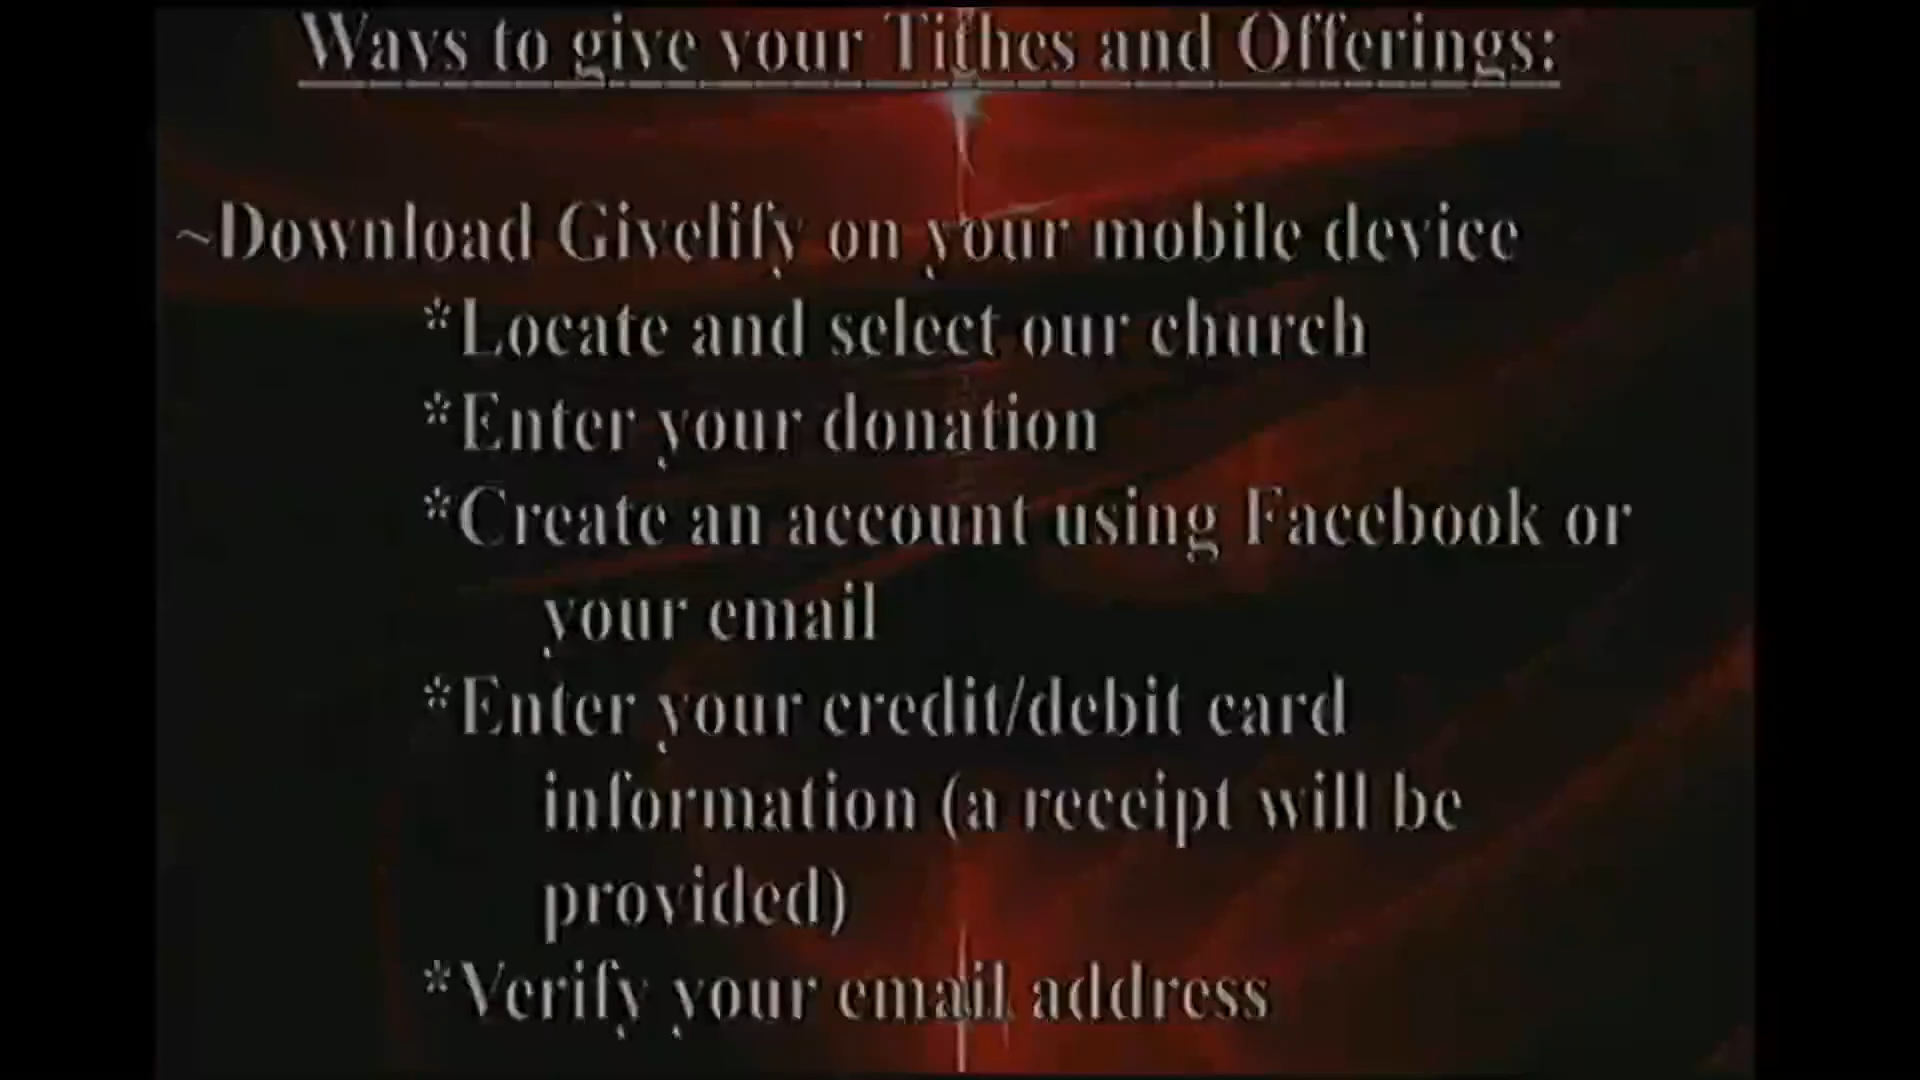 Ways to give your Tithes and Offerings:
~Download Givelify on your mobile device
*Locate and select our church
*Enter your donation
*Create an account using Facebook or
your email
*Enter your credit/debit card
information (a receipt will be
provided)
*Verify your email address